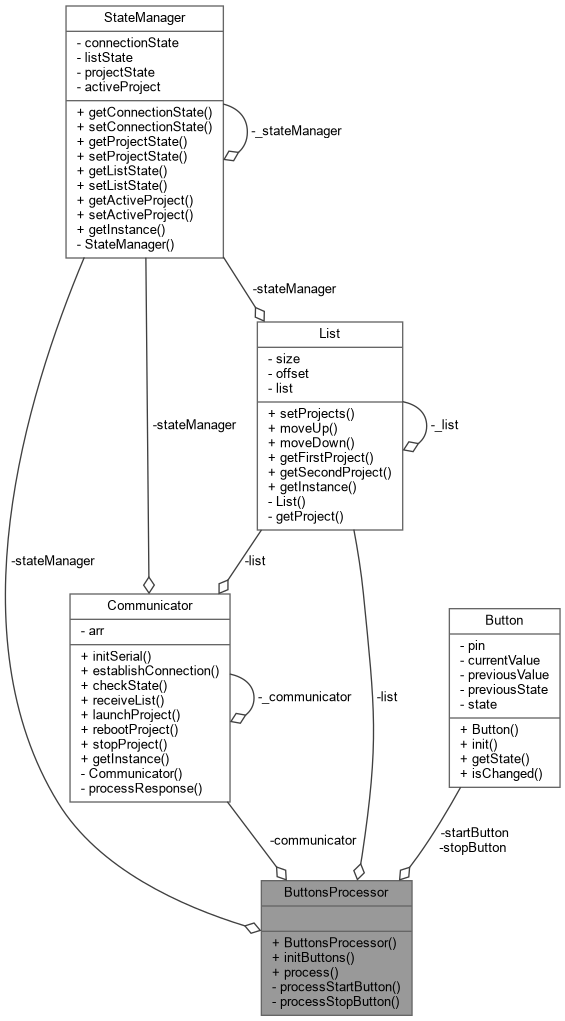 StateManager
- connectionState
- listState
- projectState
- activeProject
+ getConnectionState()
+ setConnectionState()
+ getProjectState()
+ setProjectState()
+ getListState()
+ setListState()
+ getActiveProject()
+ setActiveProject()
+ getInstance()
- StateManager()
-_stateManager
-stateManager
List
- size
- offset
- list
+ setProjects()
+ moveUp()
+ moveDown()
+ getFirstProject()
+ getSecondProject()
+ getInstance()
- List()
- getProject()
-_list
-stateManager
-stateManager
-list
Communicator
- arr
+ initSerial()
+ establishConnection()
+ checkState()
+ receiveList()
+ launchProject()
+ rebootProject()
+ stopProject()
+ getInstance()
- Communicator()
- processResponse()
-_communicator
-list
Button
- pin
- currentValue
- previousValue
- previousState
- state
+ Button()
+ init()
+ getState()
+ isChanged()
-communicator
-startButton
-stopButton
ButtonsProcessor
+ ButtonsProcessor()
+ initButtons()
+ process()
- processStartButton()
- processStopButton()